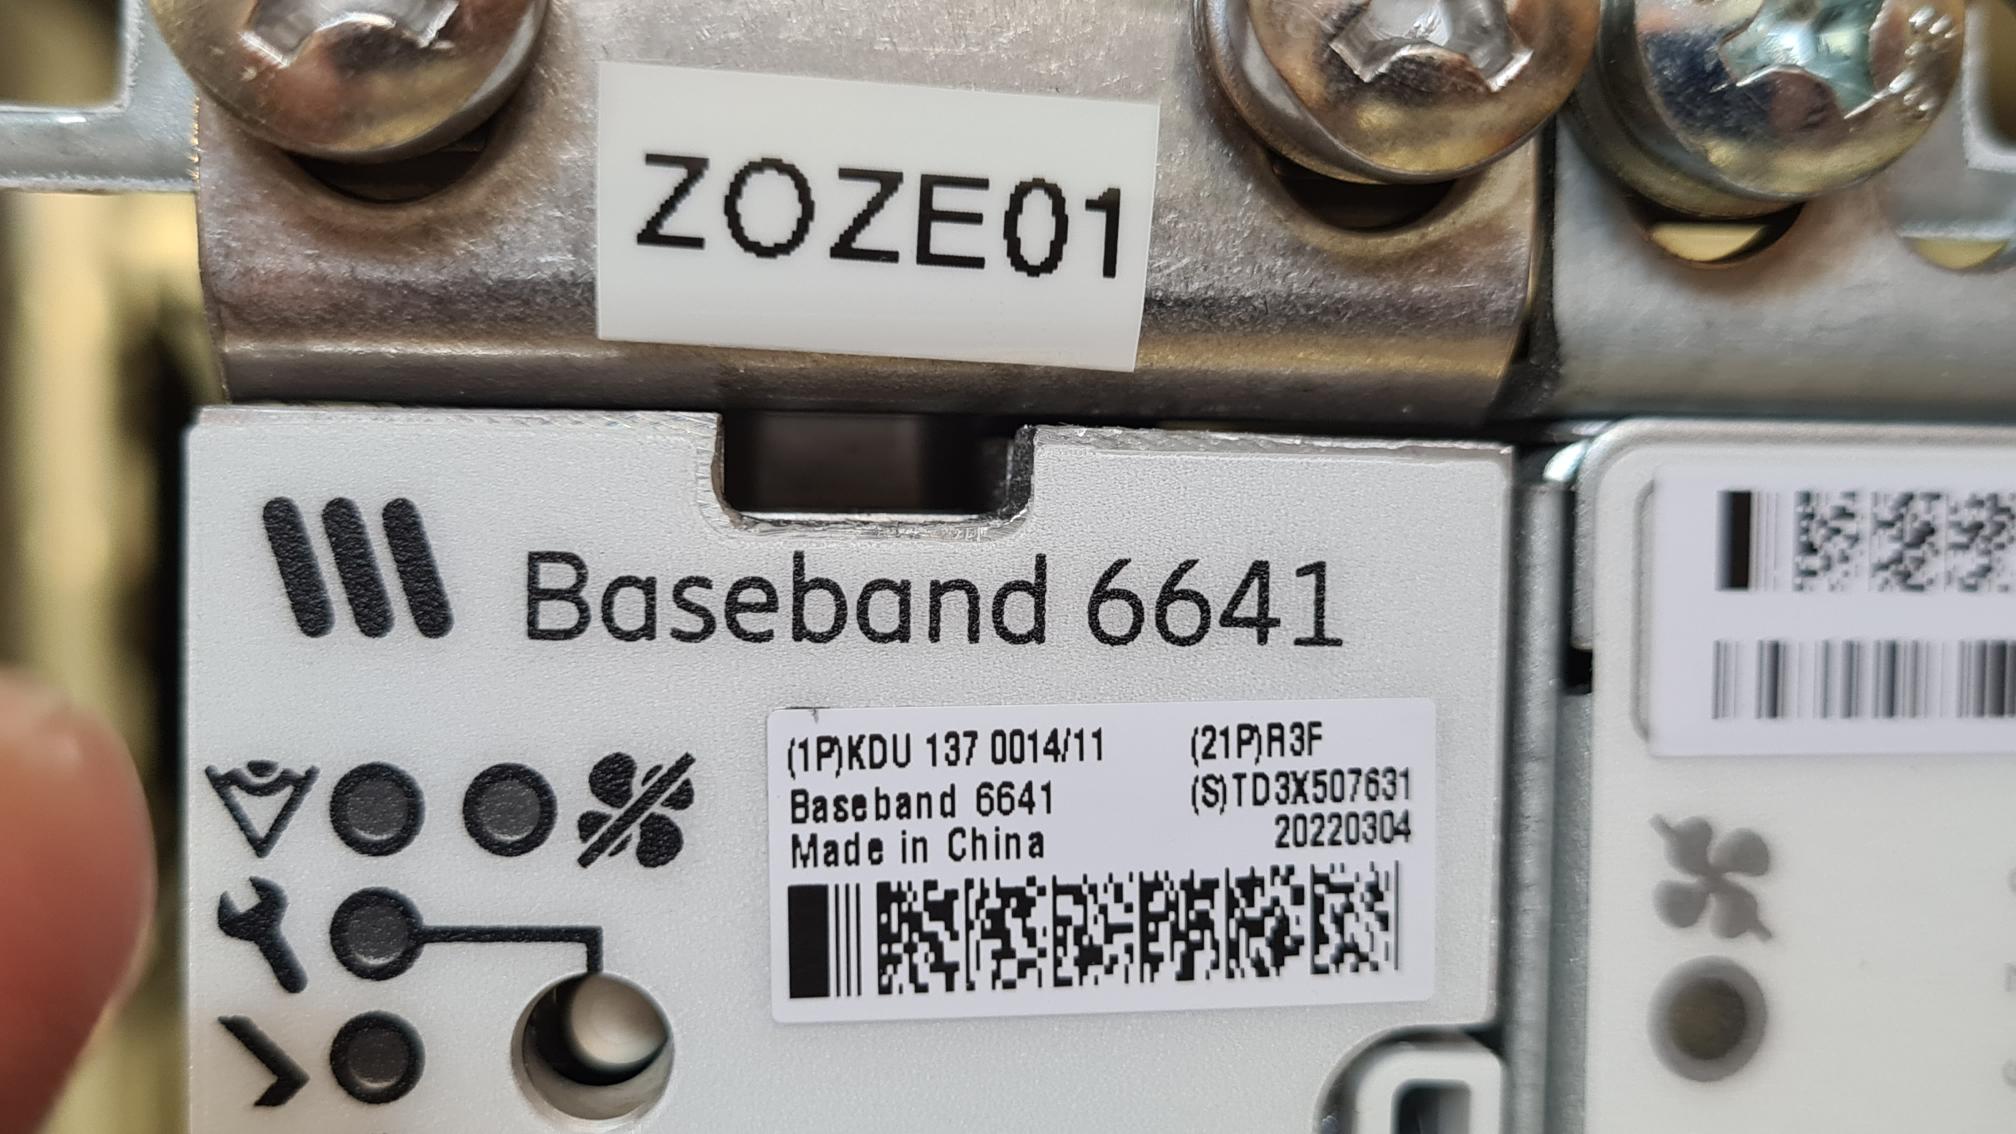 ZOZE01
Baseband 6641
(1P)KDU 137 0014/11
(21P)R3F
Baseband 6641
(S)TD3X507631
Made in China
20220304